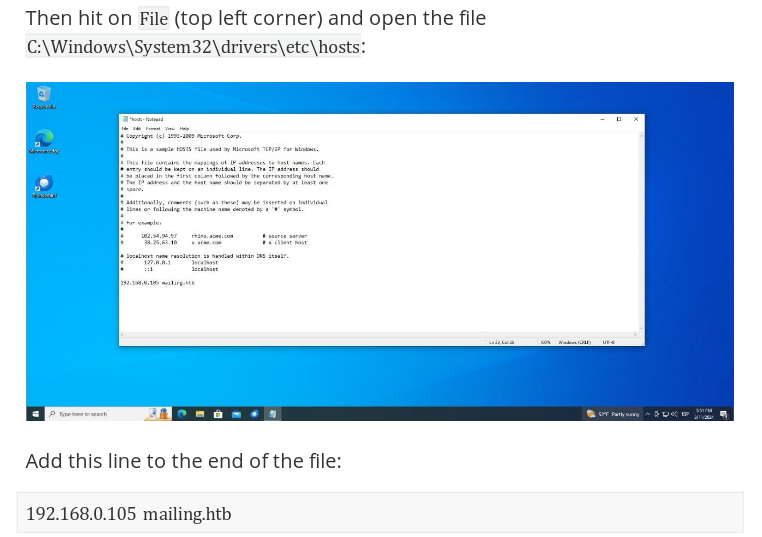 Then hit on File (top left corner) and open the file
C:\Windows\System32\drivers\etc\hosts:
Recycle Bin
Microsoft Edge
*hosts - Notepad
File Edit Format View Help
# Copyright (c) 1993-2009 Microsoft Corp.
#
# This is a sample HOSTS file used by Microsoft TCP/IP for Windows.
#
# This file contains the mappings of IP addresses to host names. Each
# entry should be kept on an individual line. The IP address should
# be placed in the first column followed by the corresponding host name.
# The IP address and the host name should be separated by at least one
# space.
#
# Additionally, comments (such as these) may be inserted on individual
# lines or following the machine name denoted by a '#' symbol.
#
# For example:
#
# 102.54.94.97 rhino.acme.com # source server
# 38.25.63.10 x.acme.com # x client host
# localhost name resolution is handled within DNS itself.
# 127.0.0.1 localhost
# ::1 localhost
192.168.0.105 mailing.htb
100% Windows (CRLF) UTF-8
Type here to search
52°F Partly sunny
ESP
Add this line to the end of the file:
192.168.0.105 mailing.htb